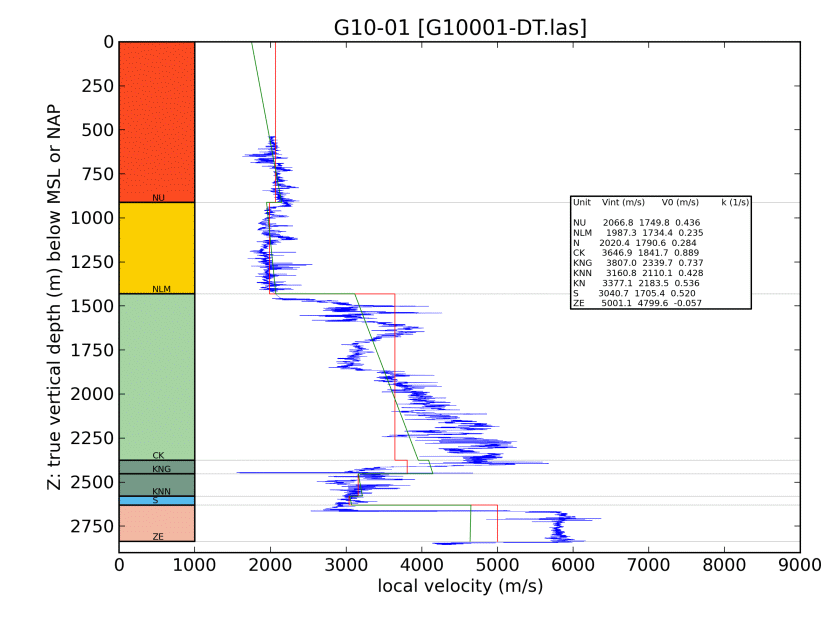 G10-01 [G10001-DT.las]
Z: true vertical depth (m) below MSL or NAP
0
250
500
750
1000
1250
1500
1750
2000
2250
2500
2750
NU
NLM
CK
KNG
KNN
S
ZE
Unit Vint (m/s) V0 (m/s) k (1/s)
NU 2066.8 1749.8 0.436
NLM 1987.3 1734.4 0.235
N 2020.4 1790.6 0.284
CK 3646.9 1841.7 0.889
KNG 3807.0 2339.7 0.737
KNN 3160.8 2110.1 0.428
KN 3377.1 2183.5 0.536
S 3040.7 1705.4 0.520
ZE 5001.1 4799.6 -0.057
0 1000 2000 3000 4000 5000 6000 7000 8000 9000
local velocity (m/s)